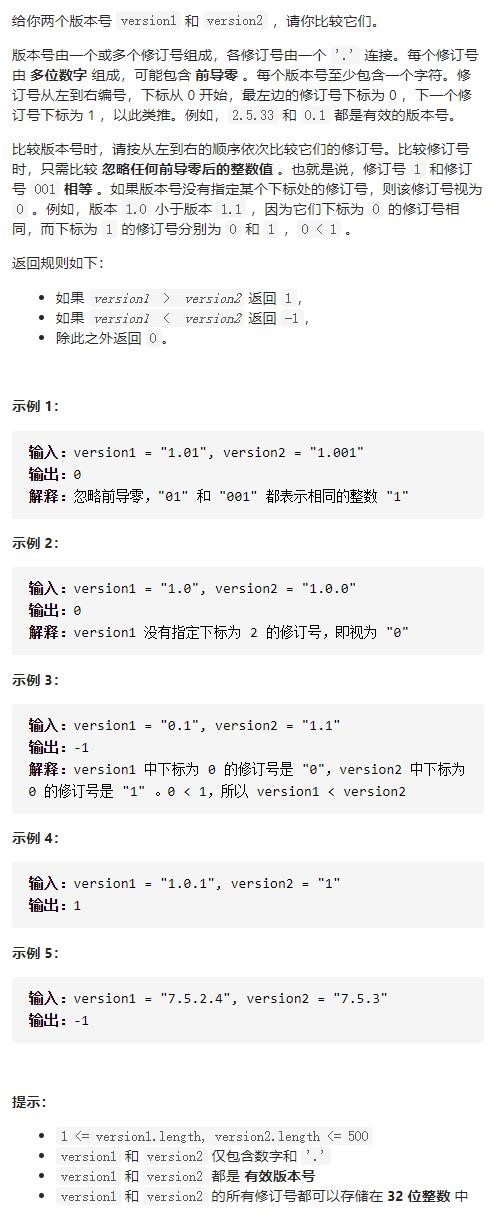 给你两个版本号 version1 和 version2 ，请你比较它们。
版本号由一个或多个修订号组成，各修订号由一个 '.' 连接。每个修订号
由 多位数字 组成，可能包含 前导零 。每个版本号至少包含一个字符。修
订号从左到右编号，下标从 0 开始，最左边的修订号下标为 0 ，下一个修
订号下标为 1 ，以此类推。例如，2.5.33 和 0.1 都是有效的版本号。
比较版本号时，请按从左到右的顺序依次比较它们的修订号。比较修订号
时，只需比较 忽略任何前导零后的整数值 。也就是说，修订号 1 和修订
号 001 相等 。如果版本号没有指定某个下标处的修订号，则该修订号视为
0 。例如，版本 1.0 小于版本 1.1 ，因为它们下标为 0 的修订号相
同，而下标为 1 的修订号分别为 0 和 1 ，0 < 1 。
返回规则如下：
• 如果 version1 > version2 返回 1，
• 如果 version1 < version2 返回 -1，
• 除此之外返回 0。
示例 1：
输入：version1 = "1.01", version2 = "1.001"
输出：0
解释：忽略前导零，"01" 和 "001" 都表示相同的整数 "1"
示例 2：
输入：version1 = "1.0", version2 = "1.0.0"
输出：0
解释：version1 没有指定下标为 2 的修订号，即视为 "0"
示例 3：
输入：version1 = "0.1", version2 = "1.1"
输出：-1
解释：version1 中下标为 0 的修订号是 "0"，version2 中下标为
0 的修订号是 "1" 。0 < 1，所以 version1 < version2
示例 4：
输入：version1 = "1.0.1", version2 = "1"
输出：1
示例 5：
输入：version1 = "7.5.2.4", version2 = "7.5.3"
输出：-1
提示：
• 1 <= version1.length, version2.length <= 500
• version1 和 version2 仅包含数字和 '.'
• version1 和 version2 都是 有效版本号
• version1 和 version2 的所有修订号都可以存储在 32 位整数 中